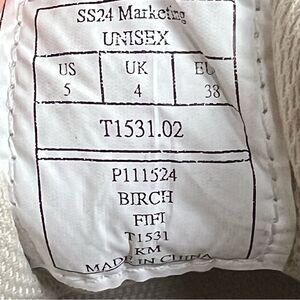 SS24 Marketing
UNISEX
US UK EU
5 4 38
T1531.02
P111524
BIRCH
FIFI
T1531
KM
MADE IN CHINA